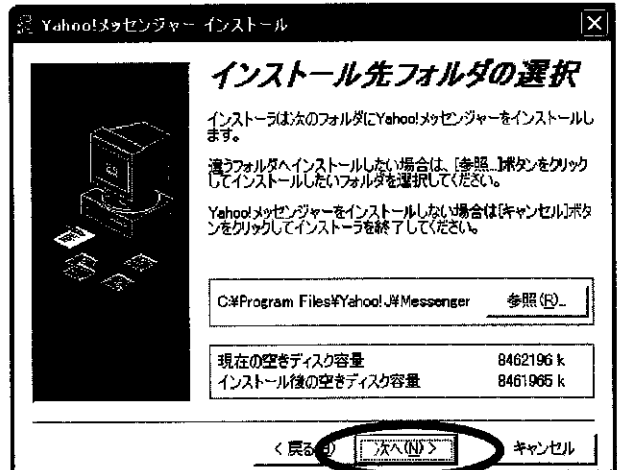 Yahoo!メッセンジャー インストール
インストール先フォルダの選択
インストーラは次のフォルダにYahoo!メッセンジャーをインストールし
ます。
違うフォルダへインストールしたい場合は、[参照...]ボタンをクリック
してインストールしたいフォルダを選択してください。
Yahoo!メッセンジャーをインストールしない場合は[キャンセル]ボタ
ンをクリックしてインストーラを終了してください。
C:¥Program Files¥Yahoo!J¥Messenger 参照(R)...
現在の空きディスク容量 8462196 k
インストール後の空きディスク容量 8461965 k
< 戻る(B) 次へ(N) > キャンセル